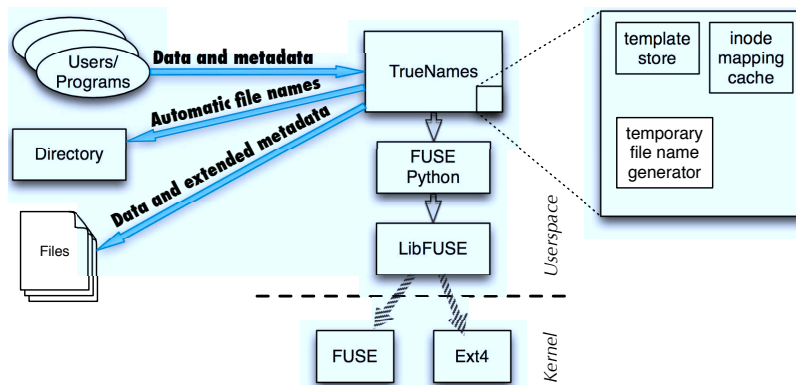 Users/
Programs
Data and metadata
TrueNames
template
store
inode
mapping
cache
Automatic file names
Directory
Data and extended metadata
FUSE
Python
temporary
file name
generator
Files
LibFUSE
Userspace
FUSE
Ext4
Kernel